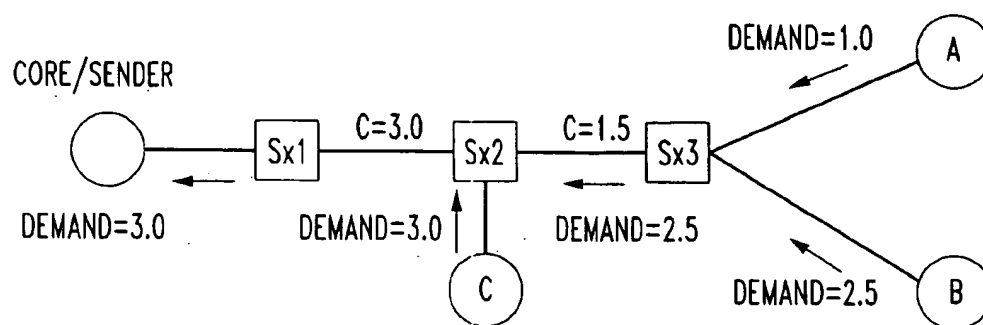 DEMAND=1.0
A
CORE/SENDER
C=3.0
C=1.5
Sx1
Sx2
Sx3
DEMAND=3.0
DEMAND=3.0
DEMAND=2.5
C
DEMAND=2.5
B